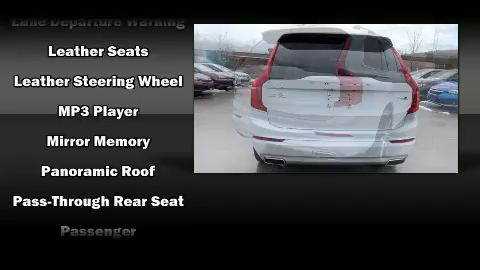 Lane Departure Warning
Leather Seats
Leather Steering Wheel
MP3 Player
Mirror Memory
Panoramic Roof
Pass-Through Rear Seat
Passenger